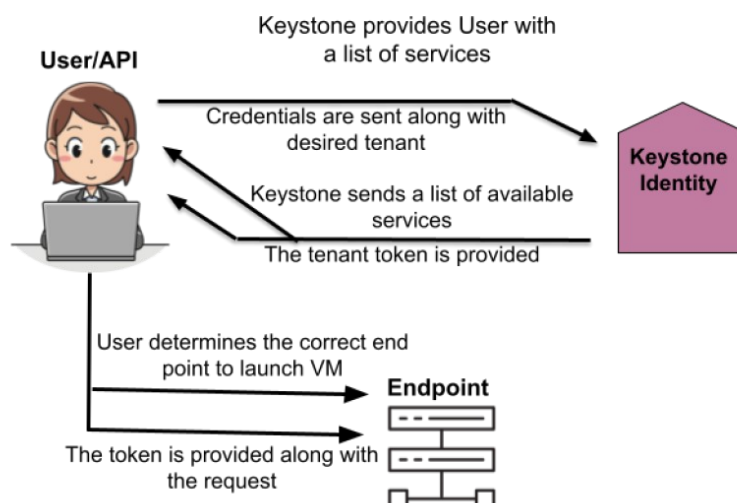 Keystone provides User with
a list of services
User/API
Credentials are sent along with
desired tenant
Keystone
Identity
Keystone sends a list of available
services
The tenant token is provided
User determines the correct end
point to launch VM
Endpoint
The token is provided along with
the request